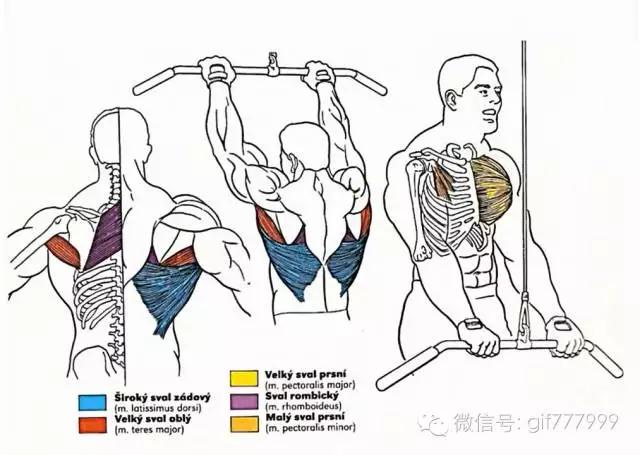 Široký sval zádový
(m. latissimus dorsi)
Velký sval oblý
(m. teres major)
Velký sval prsní
(m. pectoralis major)
Sval rombický
(m. rhomboideus)
Malý sval prsní
(m. pectoralis minor)
微信号: gif777999